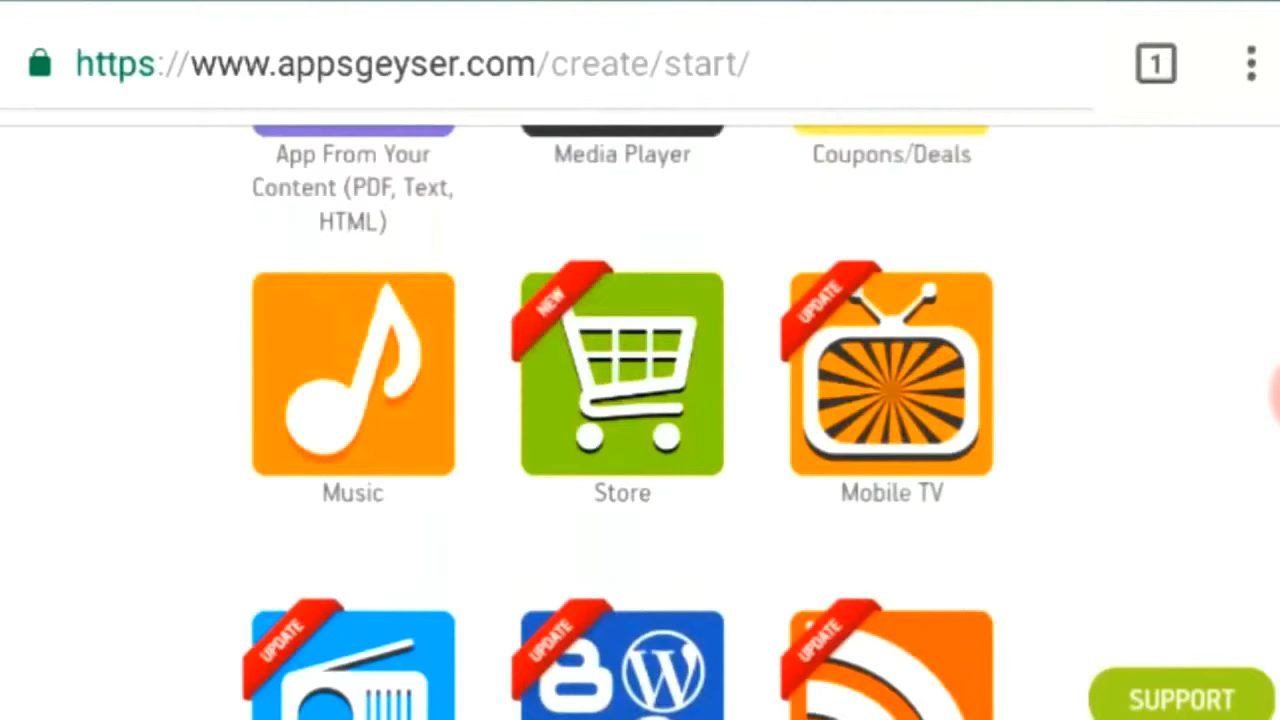 https://www.appsgeyser.com/create/start/
1
App From Your
Content (PDF, Text,
HTML)
Media Player
Coupons/Deals
NEW
UPDATE
Music
Store
Mobile TV
UPDATE
UPDATE
UPDATE
B W
SUPPORT